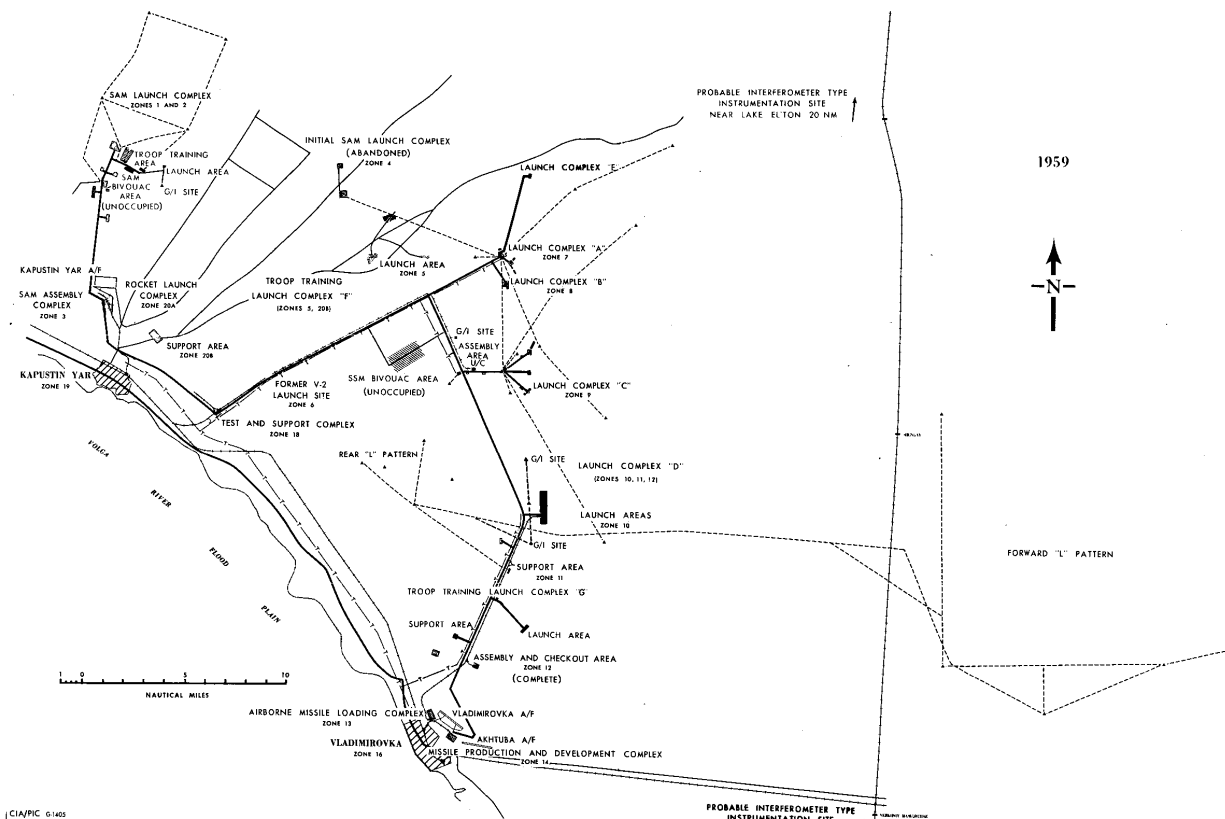 SAM LAUNCH COMPLEX
ZONES 1 AND 2
TROOP TRAINING
AREA
LAUNCH AREA
SAM
BIVOUAC
AREA
(UNOCCUPIED)
G/I SITE
INITIAL SAM LAUNCH COMPLEX
(ABANDONED)
ZONE 4
PROBABLE INTERFEROMETER TYPE
INSTRUMENTATION SITE
NEAR LAKE ELTON 20 NM
1959
N
LAUNCH COMPLEX "E"
LAUNCH COMPLEX "A"
ZONE 7
LAUNCH COMPLEX "B"
ZONE 8
LAUNCH AREA
ZONE 5
TROOP TRAINING
LAUNCH COMPLEX "F"
(ZONES 5, 20B)
KAPUSTIN YAR A/F
SAM ASSEMBLY
COMPLEX
ZONE 3
ROCKET LAUNCH
COMPLEX
ZONE 20A
SUPPORT AREA
ZONE 20B
KAPUSTIN YAR
ZONE 19
FORMER V-2
LAUNCH SITE
ZONE 6
SSM BIVOUAC AREA
(UNOCCUPIED)
G/I SITE
ASSEMBLY
AREA
U/C
LAUNCH COMPLEX "C"
ZONE 9
TEST AND SUPPORT COMPLEX
ZONE 18
REAR "L" PATTERN
G/I SITE
LAUNCH COMPLEX "D"
(ZONES 10, 11, 12)
LAUNCH AREAS
ZONE 10
G/I SITE
SUPPORT AREA
ZONE 11
FORWARD "L" PATTERN
VOLGA
RIVER
FLOOD
PLAIN
TROOP TRAINING LAUNCH COMPLEX "G"
SUPPORT AREA
LAUNCH AREA
ASSEMBLY AND CHECKOUT AREA
ZONE 12
(COMPLETE)
1 0 10
NAUTICAL MILES
AIRBORNE MISSILE LOADING COMPLEX
ZONE 13
VLADIMIROVKA A/F
AKHTUBA A/F
VLADIMIROVKA
ZONE 16
MISSILE PRODUCTION AND DEVELOPMENT COMPLEX
ZONE 14
PROBABLE INTERFEROMETER TYPE
INSTRUMENTATION SITE
CIA/PIC G-1405